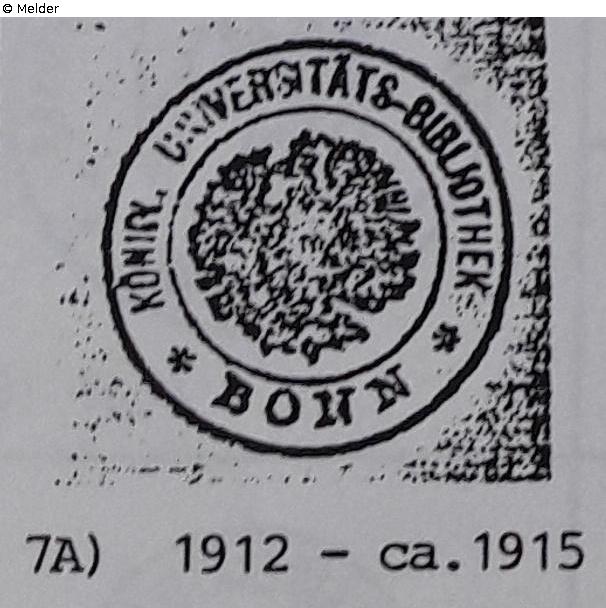 © Melder
KÖNIGL. UNIVERSITÄTS-BIBLIOTHEK
* BONN *
7A) 1912 - ca.1915